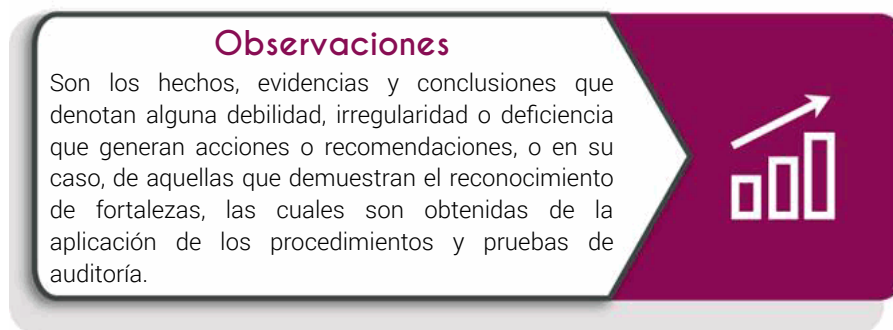 Observaciones
Son los hechos, evidencias y conclusiones que
denotan alguna debilidad, irregularidad o deficiencia
que generan acciones o recomendaciones, o en su
caso, de aquellas que demuestran el reconocimiento
de fortalezas, las cuales son obtenidas de la
aplicación de los procedimientos y pruebas de
auditoría.